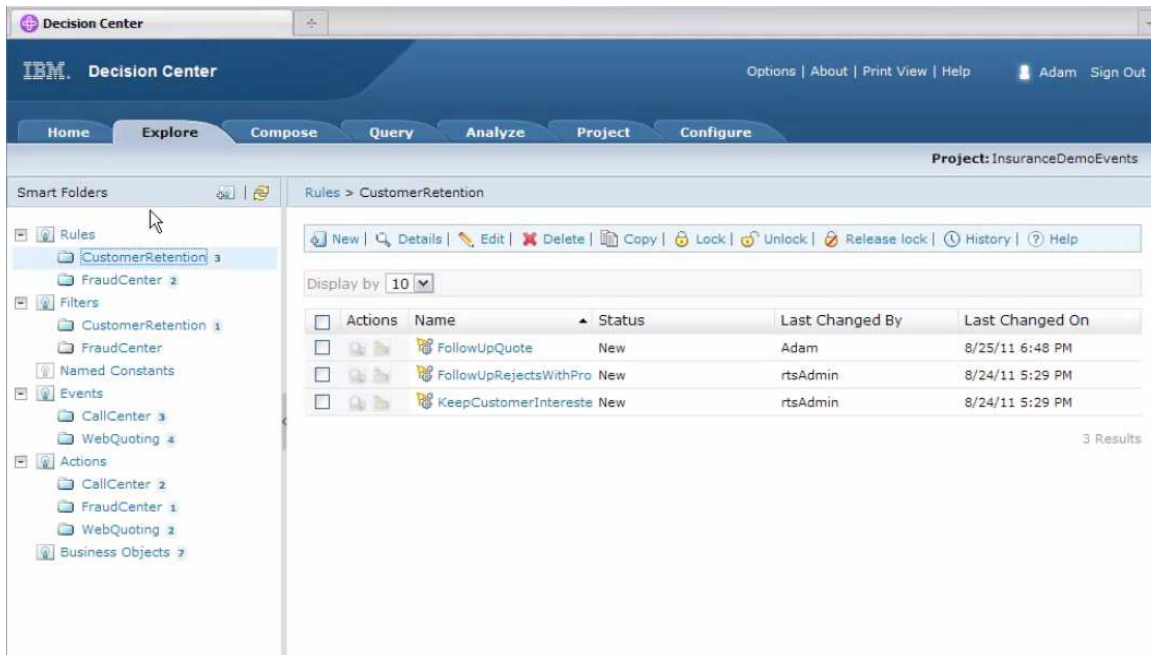 Decision Center
IBM. Decision Center
Options | About | Print View | Help Adam Sign Out
Home Explore Compose Query Analyze Project Configure
Project: InsuranceDemoEvents
Smart Folders
Rules > CustomerRetention
Rules
CustomerRetention 3
FraudCenter 2
Filters
CustomerRetention 1
FraudCenter
Named Constants
Events
CallCenter 3
WebQuoting 4
Actions
CallCenter 2
FraudCenter 1
WebQuoting 2
Business Objects 7
New | Details | Edit | Delete | Copy | Lock | Unlock | Release lock | History | Help
Display by 10
Actions Name Status Last Changed By Last Changed On
FollowUpQuote New Adam 8/25/11 6:48 PM
FollowUpRejectsWithPro New rtsAdmin 8/24/11 5:29 PM
KeepCustomerIntereste New rtsAdmin 8/24/11 5:29 PM
3 Results